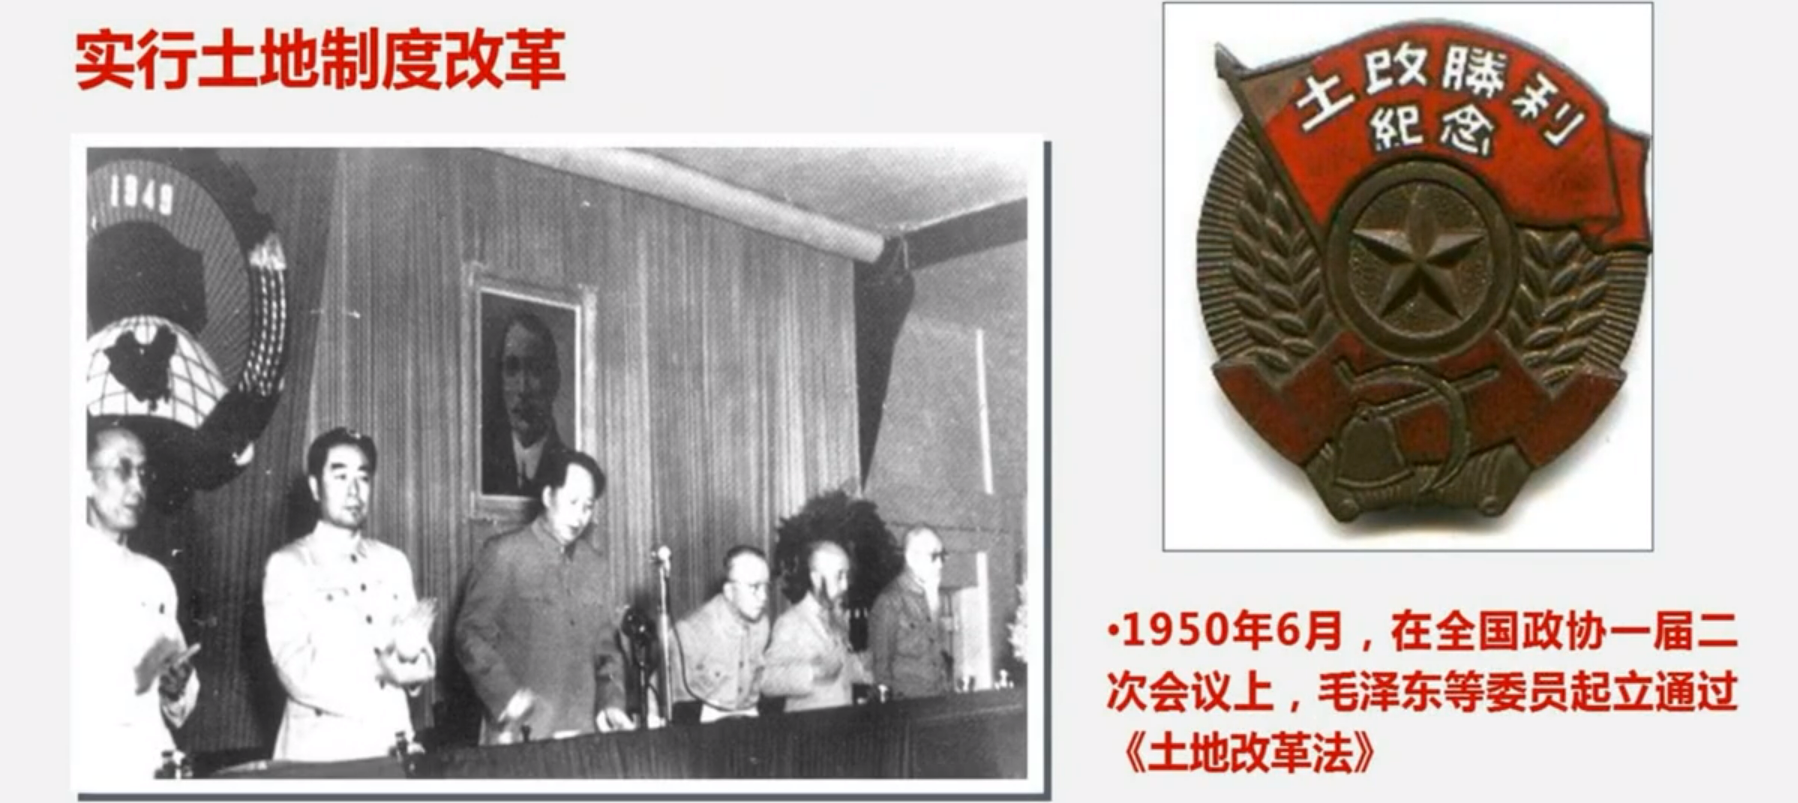 实行土地制度改革
1949
土改勝利
紀念
•1950年6月，在全国政协一届二
次会议上，毛泽东等委员起立通过
《土地改革法》